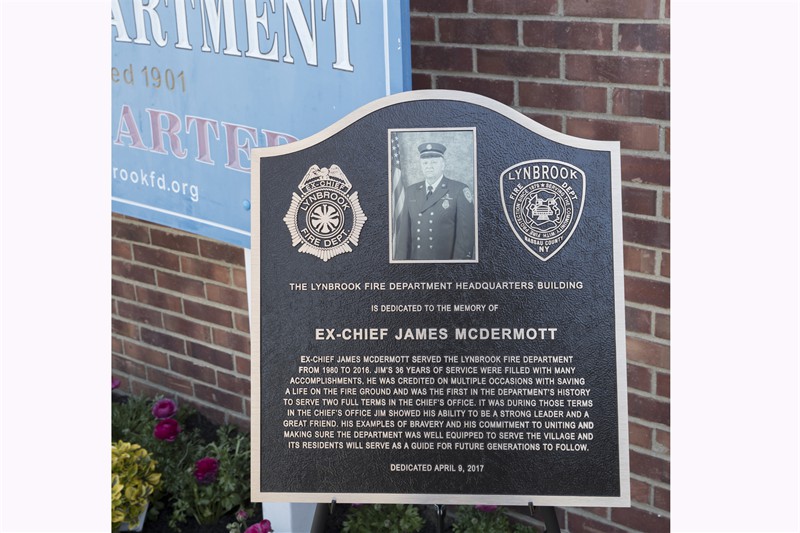 ARTMENT
ed 1901
ARTER
rookfd.org
EX-CHIEF
LYNBROOK
FIRE DEPT.
LYNBROOK
FIRE DEPT.
NASSAU COUNTY
NY
THE LYNBROOK FIRE DEPARTMENT HEADQUARTERS BUILDING
IS DEDICATED TO THE MEMORY OF
EX-CHIEF JAMES MCDERMOTT
EX-CHIEF JAMES MCDERMOTT SERVED THE LYNBROOK FIRE DEPARTMENT
FROM 1980 TO 2016. JIM'S 36 YEARS OF SERVICE WERE FILLED WITH MANY
ACCOMPLISHMENTS. HE WAS CREDITED ON MULTIPLE OCCASIONS WITH SAVING
A LIFE ON THE FIRE GROUND AND WAS THE FIRST IN THE DEPARTMENT'S HISTORY
TO SERVE TWO FULL TERMS IN THE CHIEF'S OFFICE. IT WAS DURING THOSE TERMS
IN THE CHIEF'S OFFICE JIM SHOWED HIS ABILITY TO BE A STRONG LEADER AND A
GREAT FRIEND. HIS EXAMPLES OF BRAVERY AND HIS COMMITMENT TO UNITING AND
MAKING SURE THE DEPARTMENT WAS WELL EQUIPPED TO SERVE THE VILLAGE AND
ITS RESIDENTS WILL SERVE AS A GUIDE FOR FUTURE GENERATIONS TO FOLLOW.
DEDICATED APRIL 9, 2017